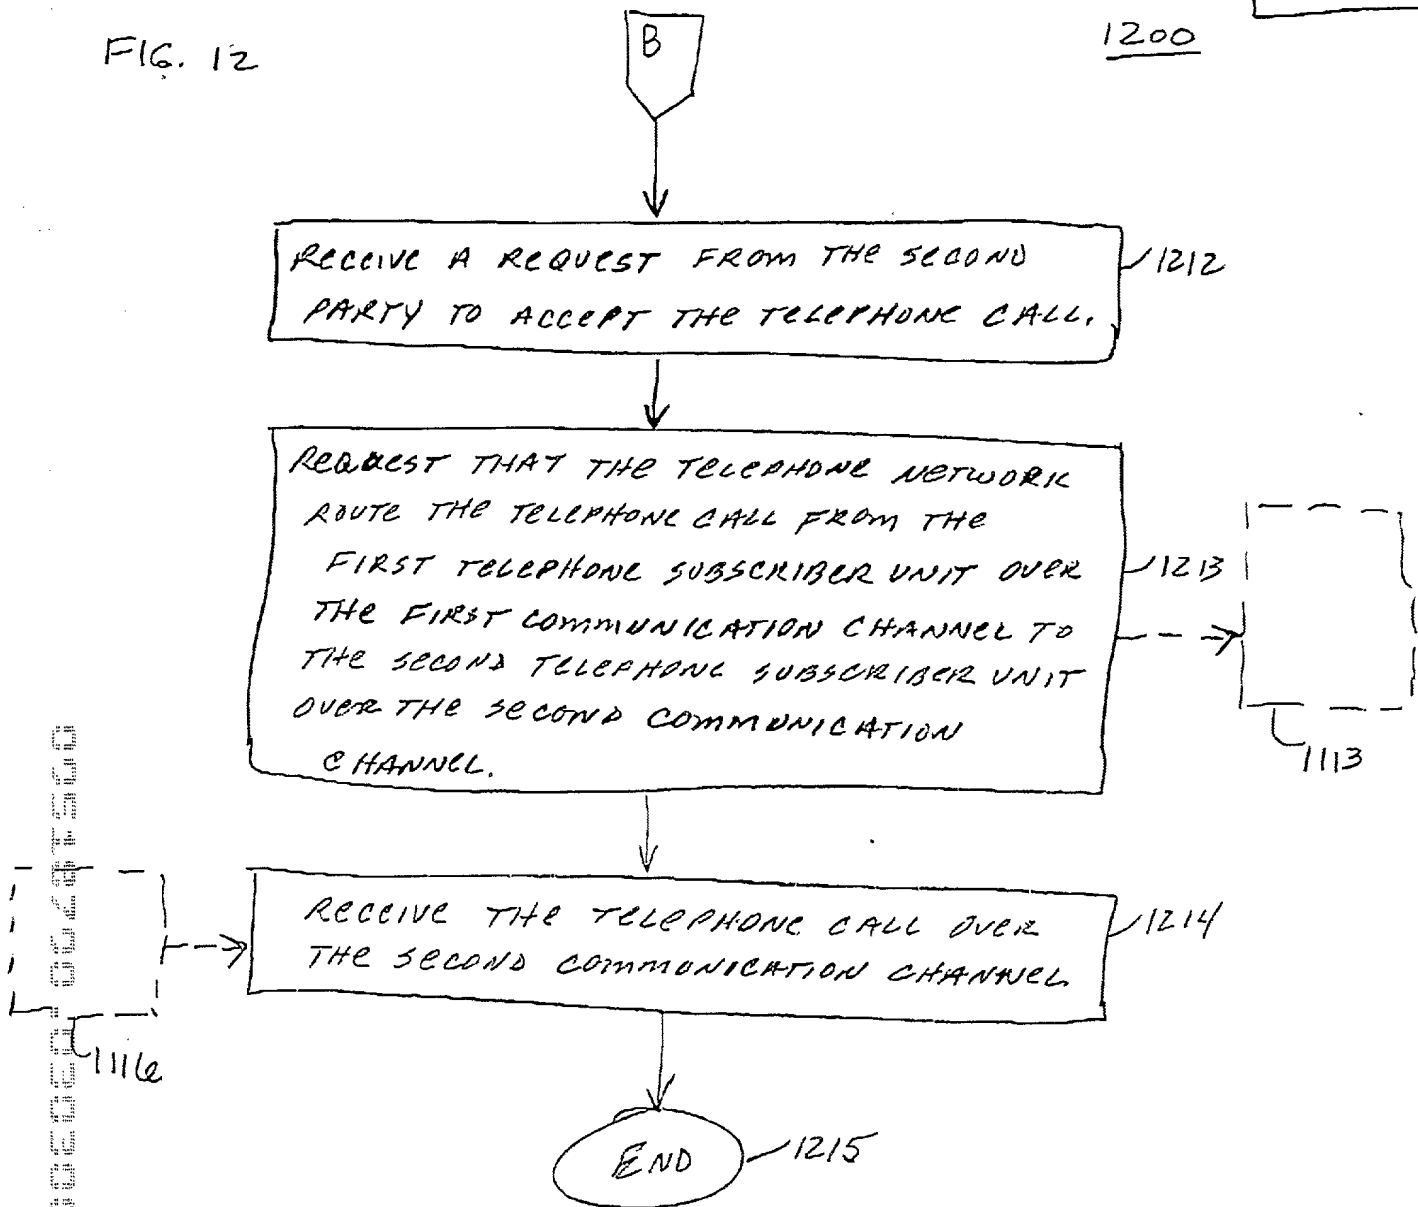 FIG. 12
B
1200
RECEIVE A REQUEST FROM THE SECOND
PARTY TO ACCEPT THE TELEPHONE CALL.
1212
REQUEST THAT THE TELEPHONE NETWORK
ROUTE THE TELEPHONE CALL FROM THE
FIRST TELEPHONE SUBSCRIBER UNIT OVER
THE FIRST COMMUNICATION CHANNEL TO
THE SECOND TELEPHONE SUBSCRIBER UNIT
OVER THE SECOND COMMUNICATION
CHANNEL.
1213
1113
RECEIVE THE TELEPHONE CALL OVER
THE SECOND COMMUNICATION CHANNEL
1214
1116
END
1215